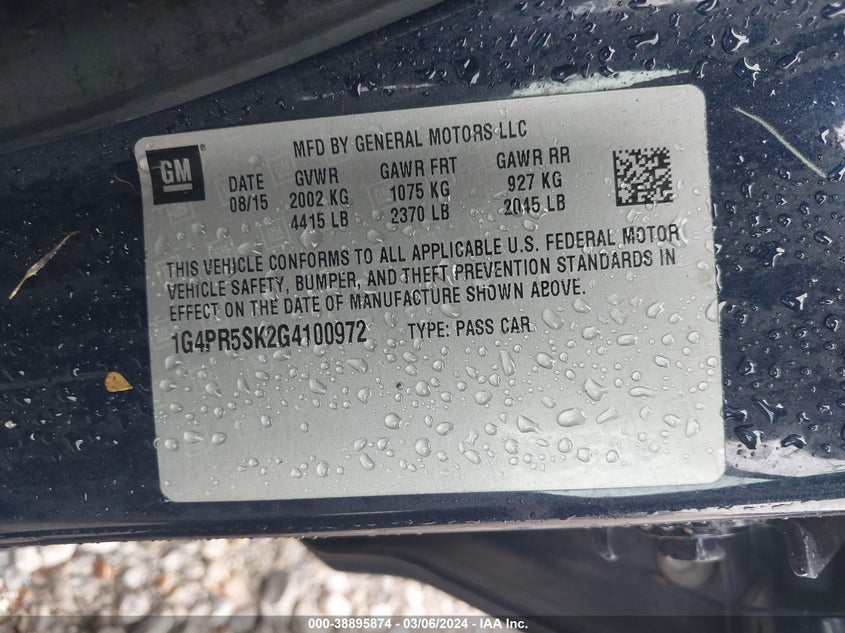 GM
MFD BY GENERAL MOTORS LLC
DATE GVWR GAWR FRT GAWR RR
08/15 2002 KG 1075 KG 927 KG
4415 LB 2370 LB 2045 LB
THIS VEHICLE CONFORMS TO ALL APPLICABLE U.S. FEDERAL MOTOR
VEHICLE SAFETY, BUMPER, AND THEFT PREVENTION STANDARDS IN
EFFECT ON THE DATE OF MANUFACTURE SHOWN ABOVE.
1G4PR5SK2G4100972 TYPE: PASS CAR
000-38895874 / 03/06/2024 - IAA Inc.